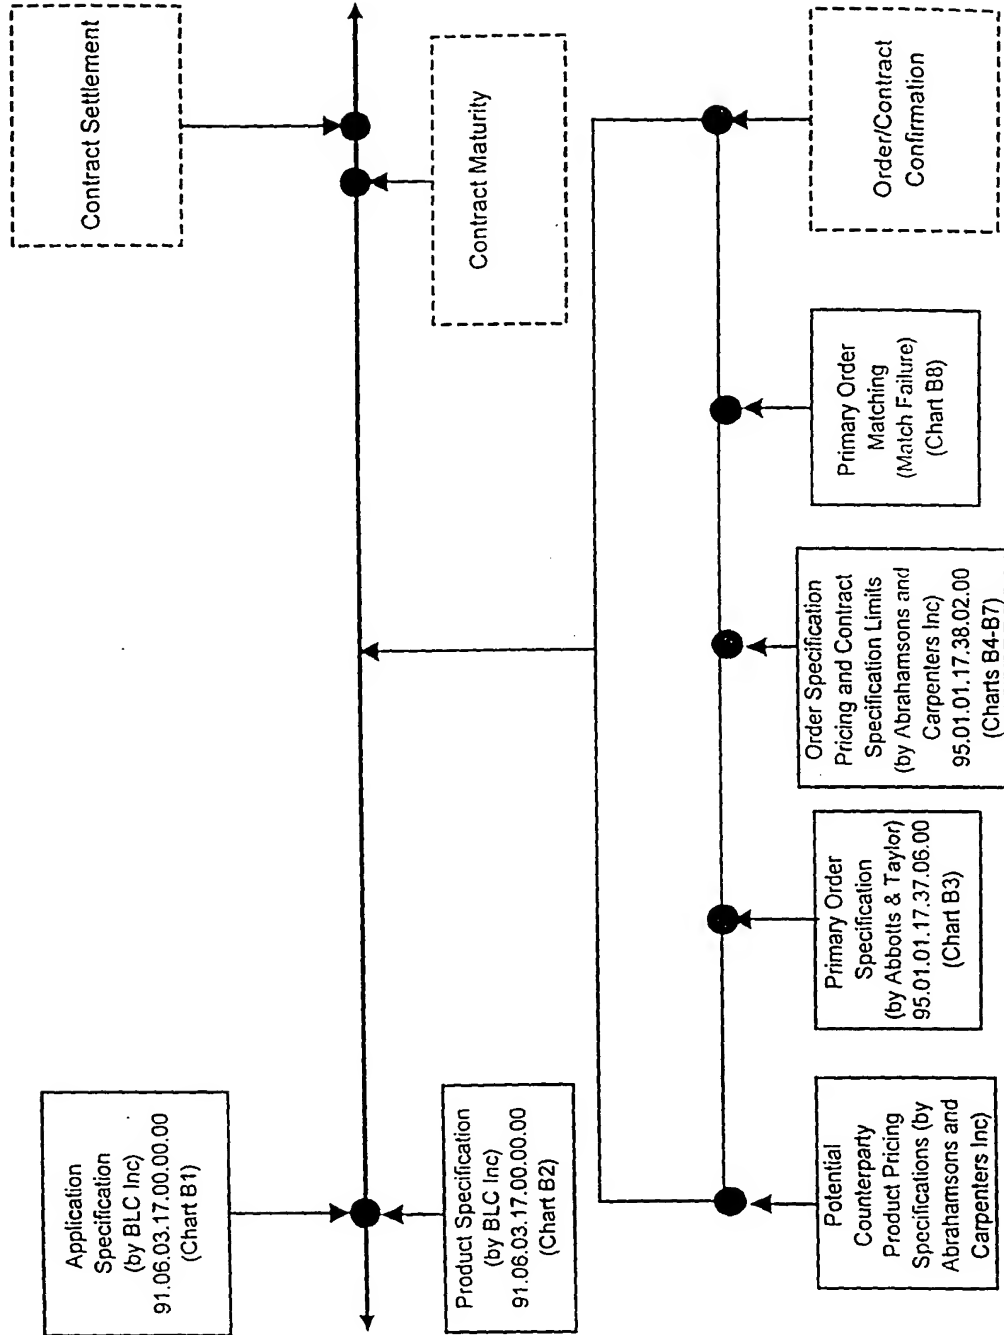 Application
Specification
(by BLC Inc)
91.06.03.17.00.00.00
(Chart B1)
Contract Settlement
Product Specification
(by BLC Inc)
91.06.03.17.00.00.00
(Chart B2)
Contract Maturity
Potential
Counterparty
Product Pricing
Specifications (by
Abrahamsons and
Carpenters Inc)
Primary Order
Specification
(by Abbotts & Taylor)
95.01.01.17.37.06.00
(Chart B3)
Order Specification
Pricing and Contract
Specification Limits
(by Abrahamsons and
Carpenters Inc)
95.01.01.17.38.02.00
(Charts B4-B7)
Primary Order
Matching
(Match Failure)
(Chart B8)
Order/Contract
Confirmation